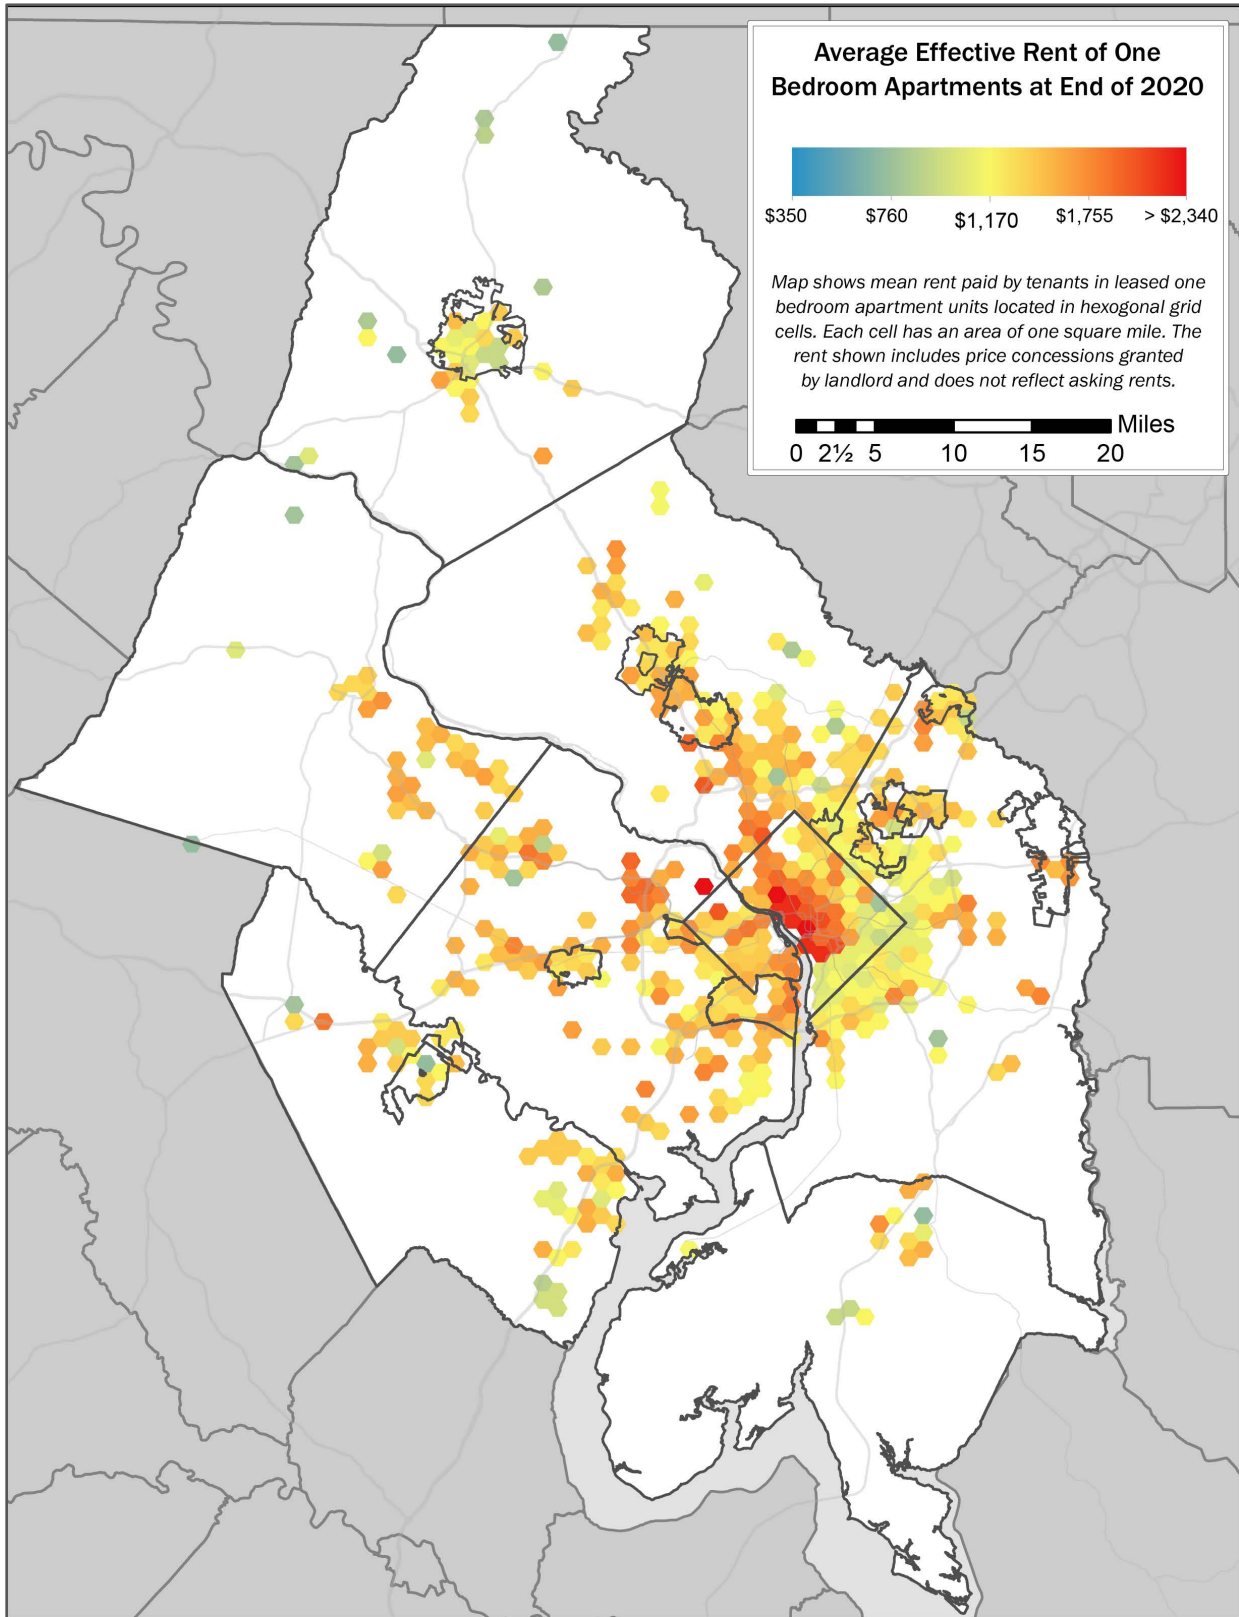 Average Effective Rent of One
Bedroom Apartments at End of 2020
$350 $760 $1,170 $1,755 > $2,340
Map shows mean rent paid by tenants in leased one
bedroom apartment units located in hexogonal grid
cells. Each cell has an area of one square mile. The
rent shown includes price concessions granted
by landlord and does not reflect asking rents.
Miles
0 2½ 5 10 15 20